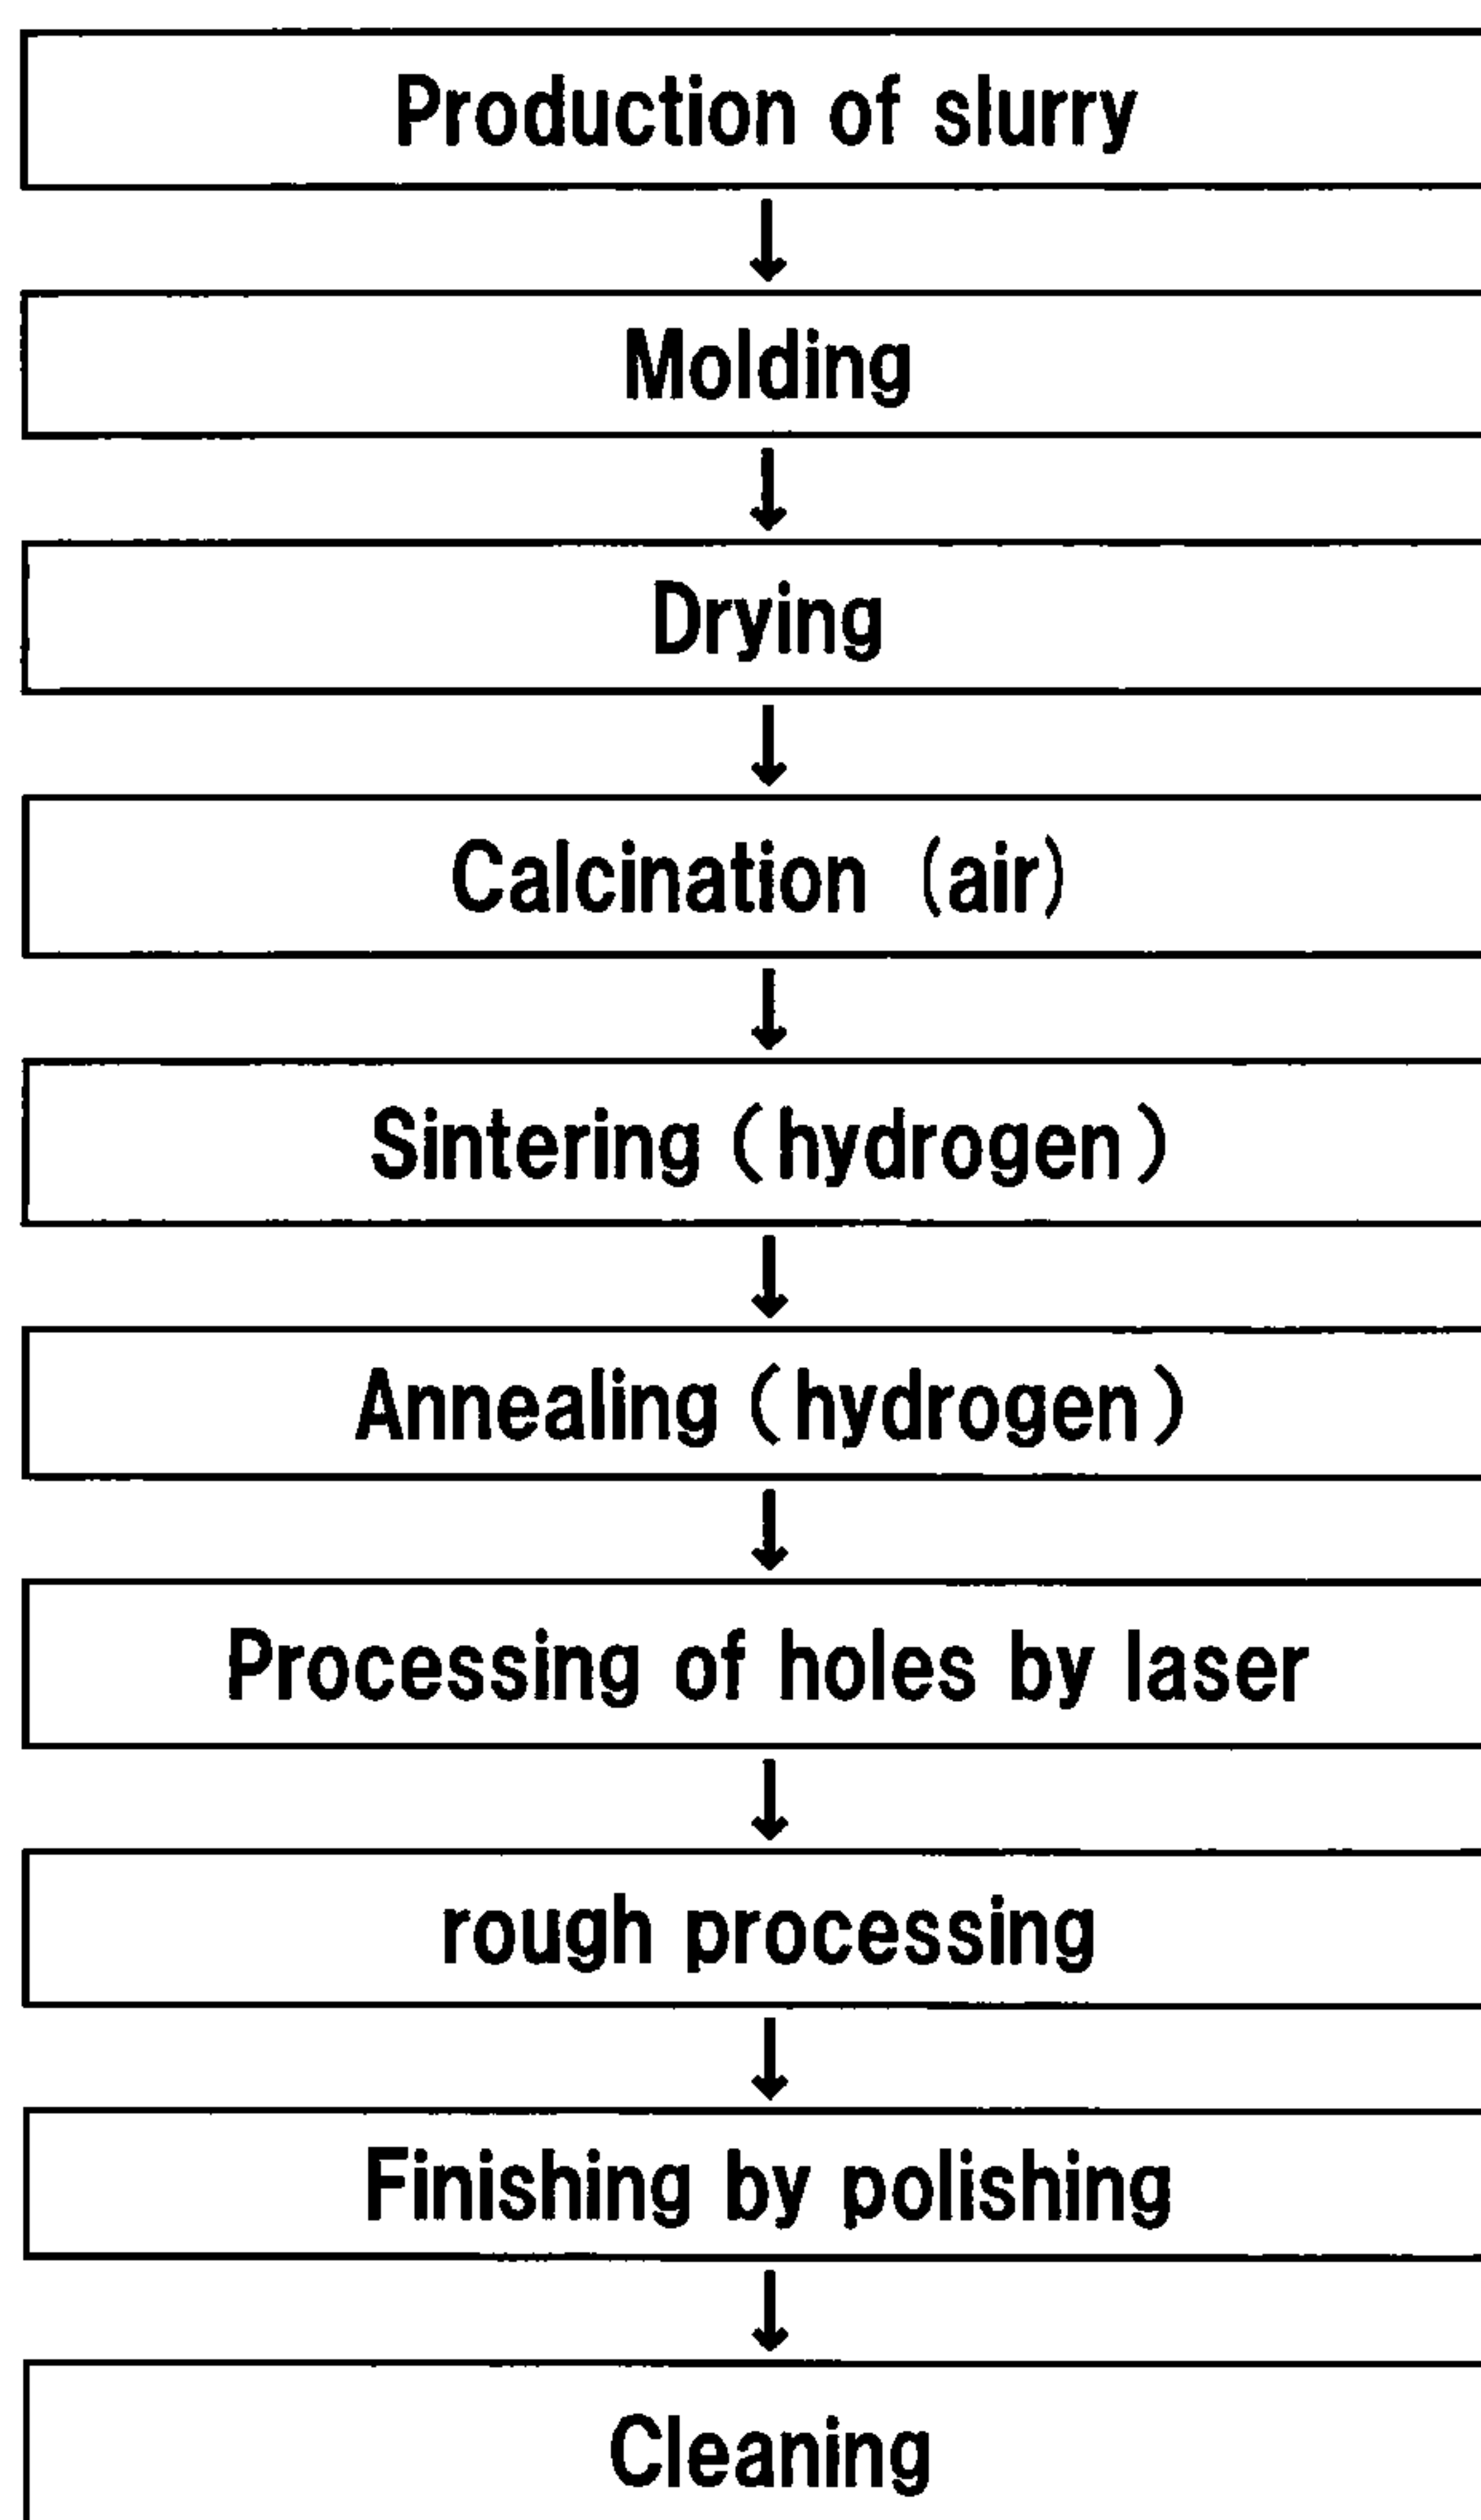 Production of slurry
Molding
Drying
Calcination (air)
Sintering (hydrogen)
Annealing (hydrogen)
Processing of holes by laser
rough processing
Finishing by polishing
Cleaning